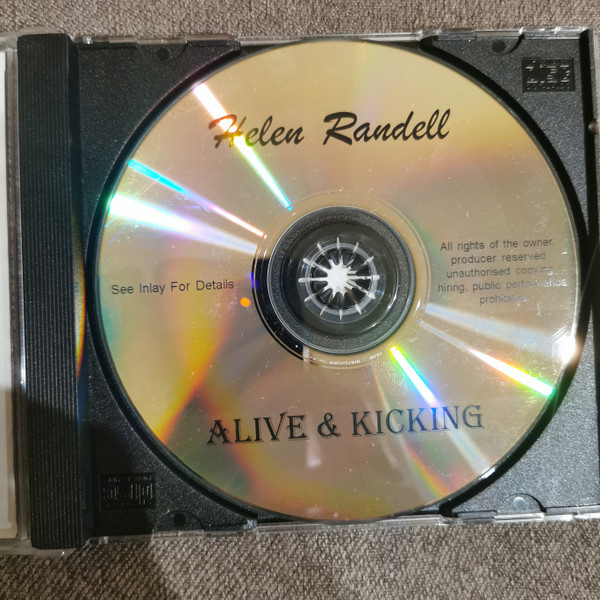 Helen Randell
All rights of the owner
producer reserved
unauthorised copying
hiring, public performance
prohibited
See Inlay For Details
ALIVE & KICKING